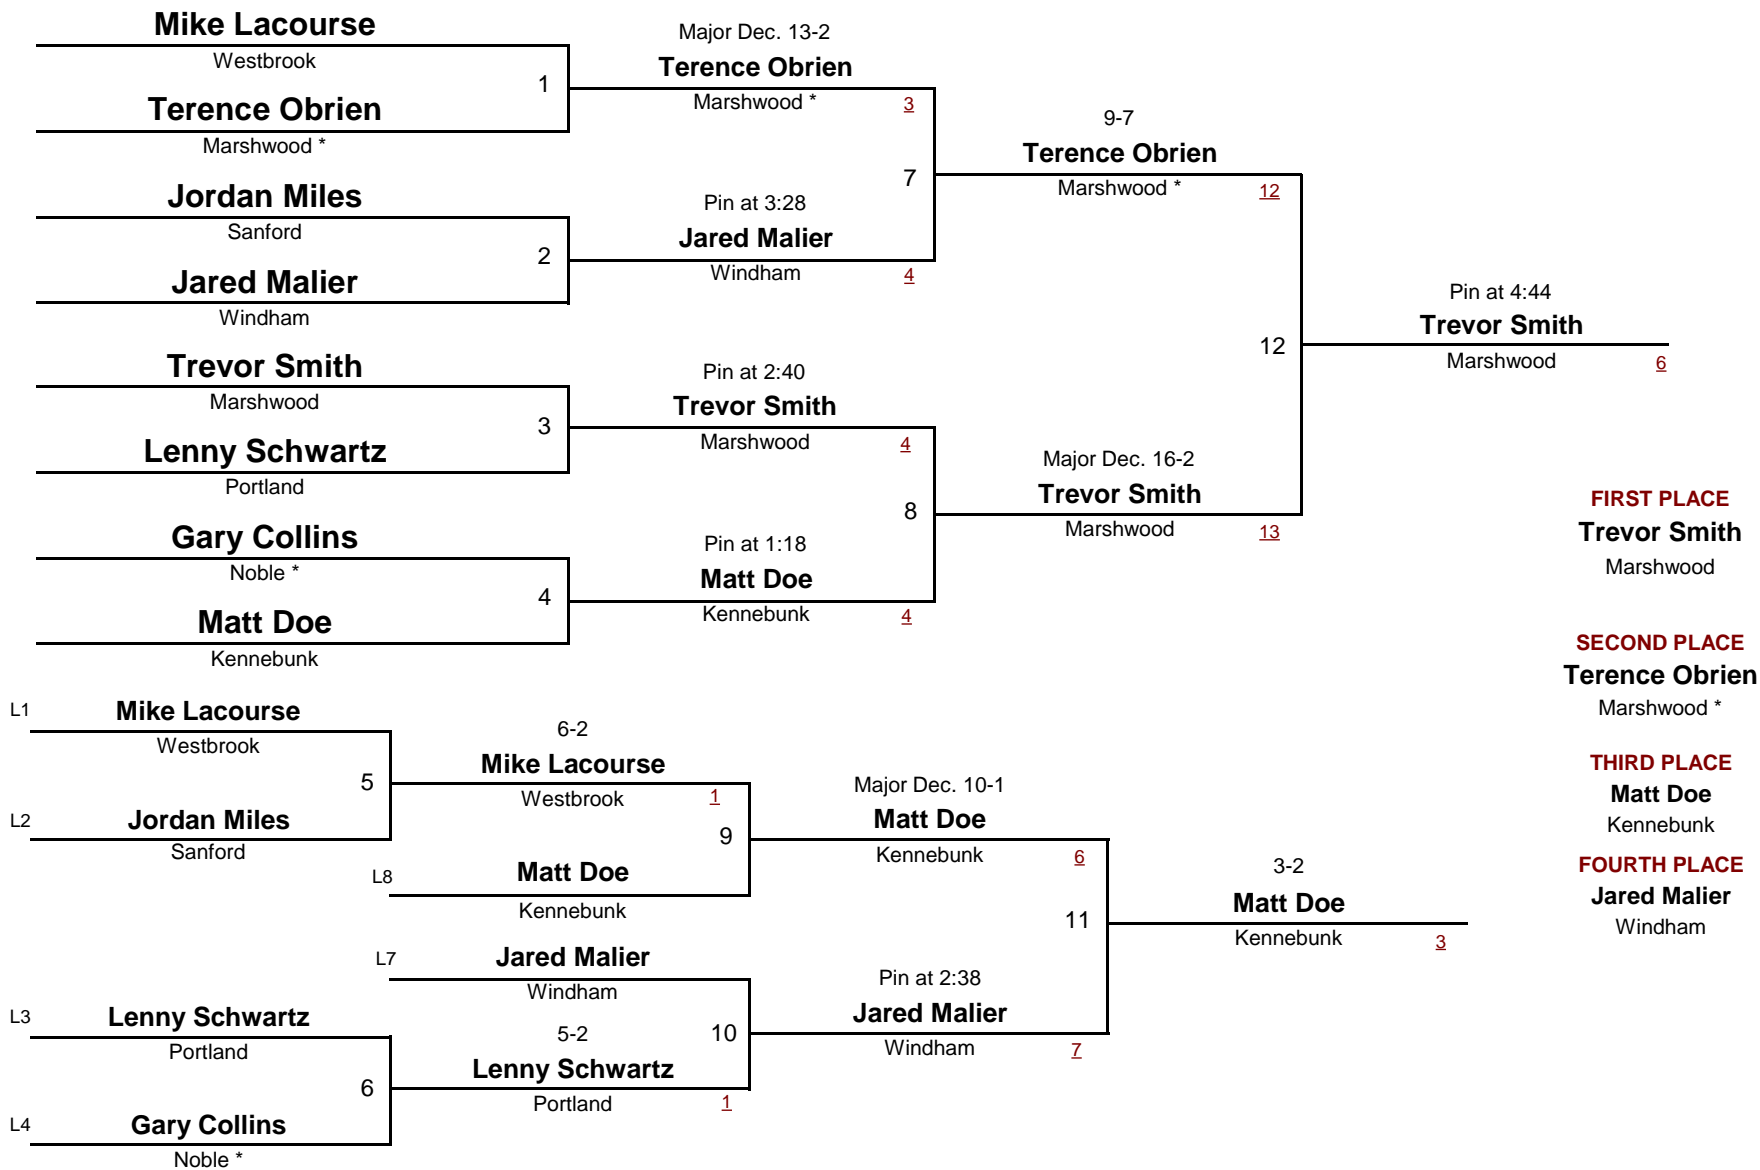 Mike Lacourse
Westbrook
1
Terence Obrien
Marshwood *
Jordan Miles
Sanford
2
Jared Malier
Windham
Trevor Smith
Marshwood
3
Lenny Schwartz
Portland
Gary Collins
Noble *
4
Matt Doe
Kennebunk
Major Dec. 13-2
Terence Obrien
Marshwood * 3
7
Pin at 3:28
Jared Malier
Windham 4
Pin at 2:40
Trevor Smith
Marshwood 4
8
Pin at 1:18
Matt Doe
Kennebunk 4
9-7
Terence Obrien
Marshwood * 12
12
Major Dec. 16-2
Trevor Smith
Marshwood 13
Pin at 4:44
Trevor Smith
Marshwood 6
FIRST PLACE
Trevor Smith
Marshwood
SECOND PLACE
Terence Obrien
Marshwood *
THIRD PLACE
Matt Doe
Kennebunk
FOURTH PLACE
Jared Malier
Windham
L1 Mike Lacourse
Westbrook
5
L2 Jordan Miles
Sanford
L3 Lenny Schwartz
Portland
6
L4 Gary Collins
Noble *
6-2
Mike Lacourse
Westbrook 1
9
L8 Matt Doe
Kennebunk
L7 Jared Malier
Windham
10
5-2
Lenny Schwartz
Portland 1
Major Dec. 10-1
Matt Doe
Kennebunk 6
11
Pin at 2:38
Jared Malier
Windham 7
3-2
Matt Doe
Kennebunk 3